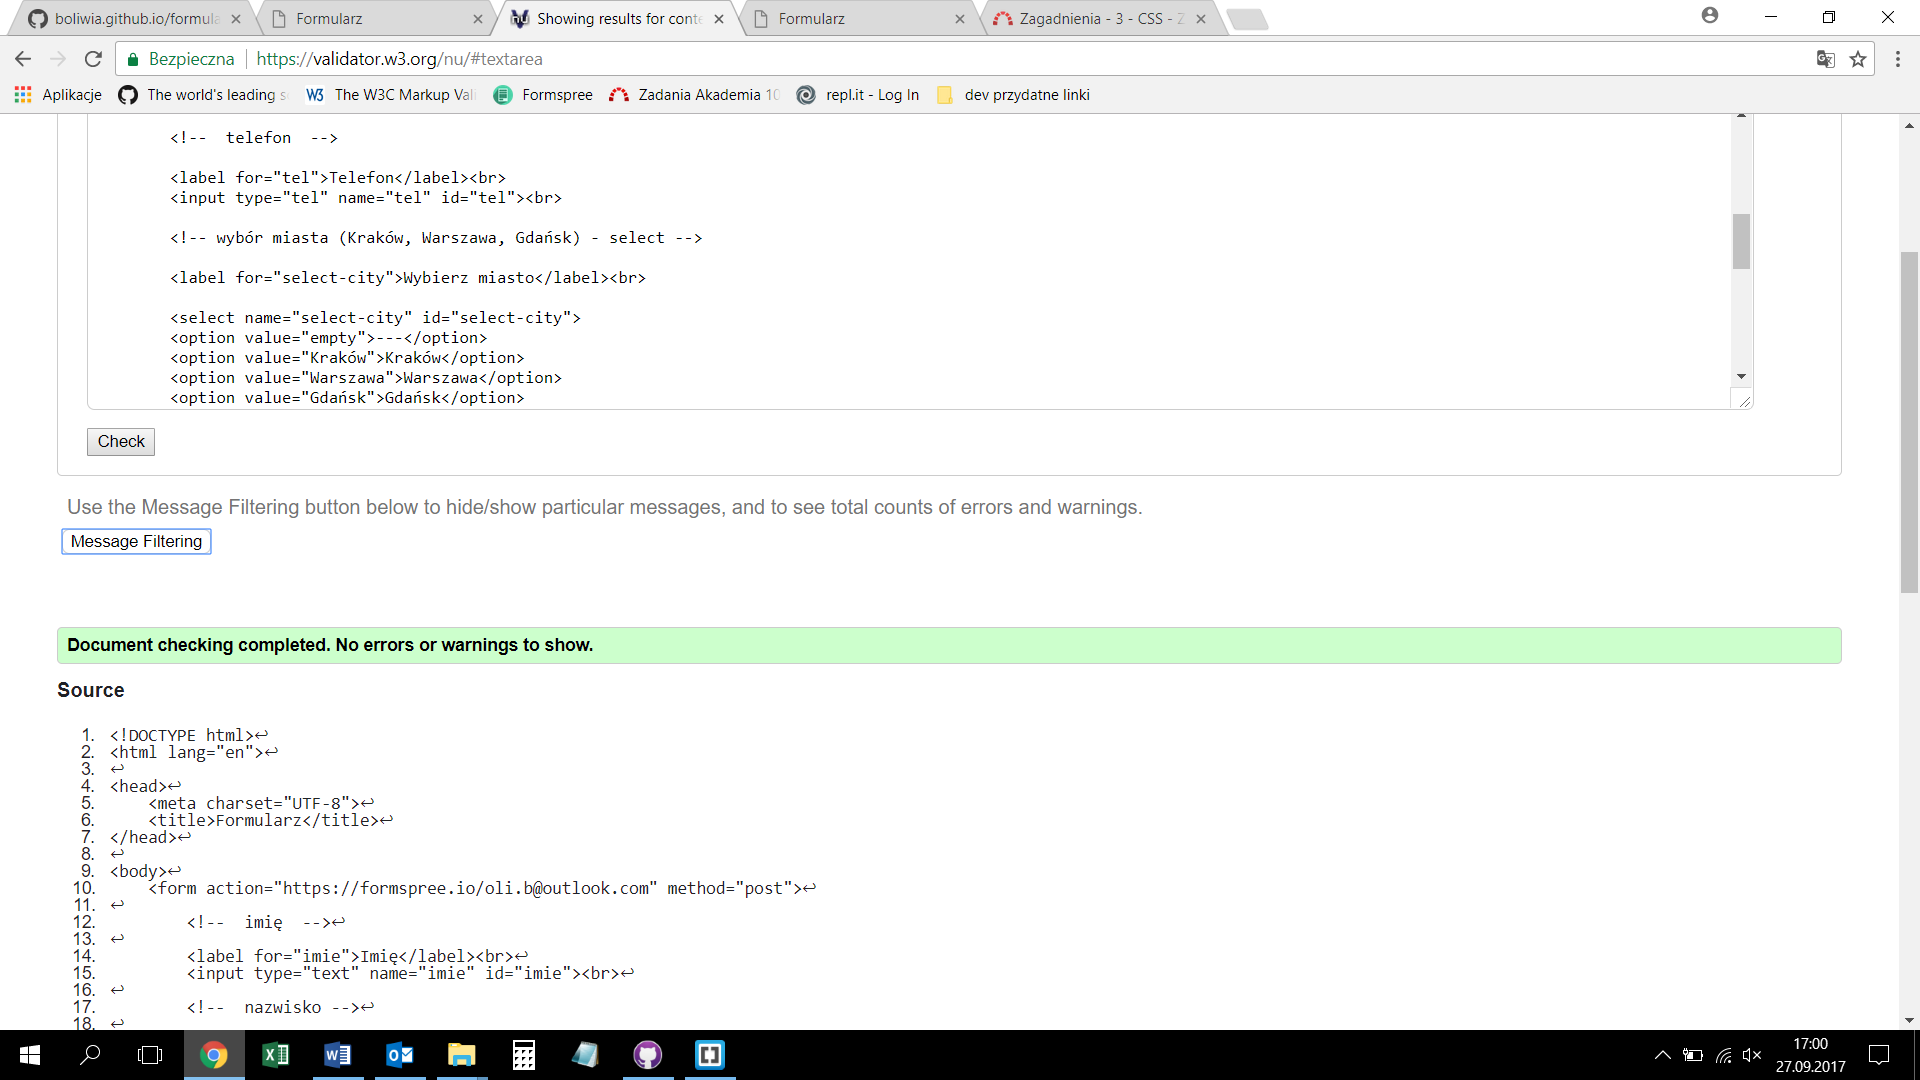 boliwia.github.io/formula
Formularz
Showing results for conte
Formularz
Zagadnienia - 3 - CSS - Z
Bezpieczna
https://validator.w3.org/nu/#textarea
Aplikacje
The world's leading s
W3
The W3C Markup Vali
Formspree
Zadania Akademia 10
repl.it - Log In
dev przydatne linki
<!--  telefon  -->
<label for="tel">Telefon</label><br>
<input type="tel" name="tel" id="tel"><br>
<!-- wybór miasta (Kraków, Warszawa, Gdańsk) - select -->
<label for="select-city">Wybierz miasto</label><br>
<select name="select-city" id="select-city">
<option value="empty">---</option>
<option value="Kraków">Kraków</option>
<option value="Warszawa">Warszawa</option>
<option value="Gdańsk">Gdańsk</option>
Check
Use the Message Filtering button below to hide/show particular messages, and to see total counts of errors and warnings.
Message Filtering
Document checking completed. No errors or warnings to show.
Source
1. <!DOCTYPE html>↩
2. <html lang="en">↩
3. ↩
4. <head>↩
5.     <meta charset="UTF-8">↩
6.     <title>Formularz</title>↩
7. </head>↩
8. ↩
9. <body>↩
10.     <form action="https://formspree.io/oli.b@outlook.com" method="post">↩
11. ↩
12.         <!--  imię  -->↩
13. ↩
14.         <label for="imie">Imię</label><br>↩
15.         <input type="text" name="imie" id="imie"><br>↩
16. ↩
17.         <!--  nazwisko -->↩
18. ↩
17:00
27.09.2017